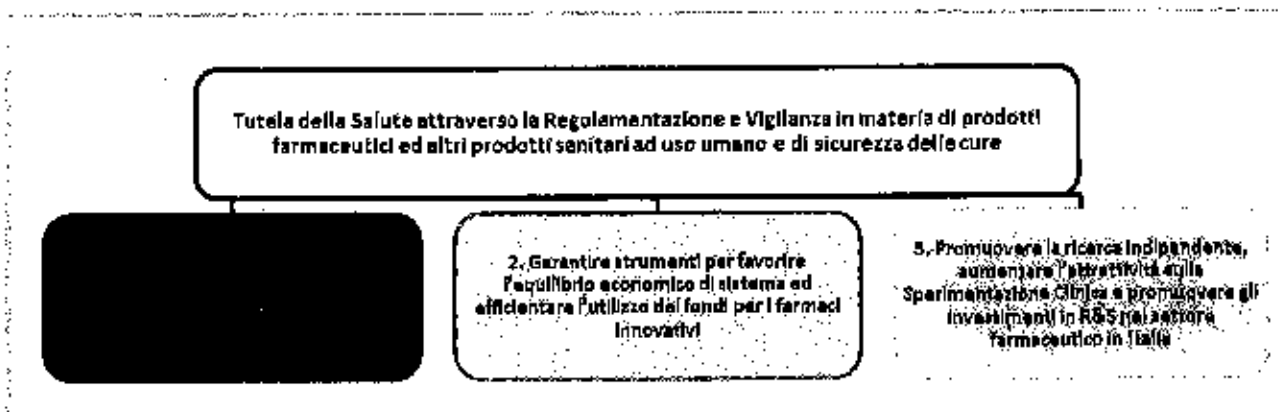 Tutela della Salute attraverso la Regolamentazione e Vigilanza in materia di prodotti
farmaceutici ed altri prodotti sanitari ad uso umano e di sicurezza delle cure
2. Garantire strumenti per favorire
l'equilibrio economico di sistema ed
efficientare l'utilizzo dei fondi per i farmaci
innovativi
3. Promuovere la ricerca indipendente,
aumentare l'attrattività sulla
Sperimentazione Clinica e promuovere gli
investimenti in R&S nel settore
farmaceutico in Italia